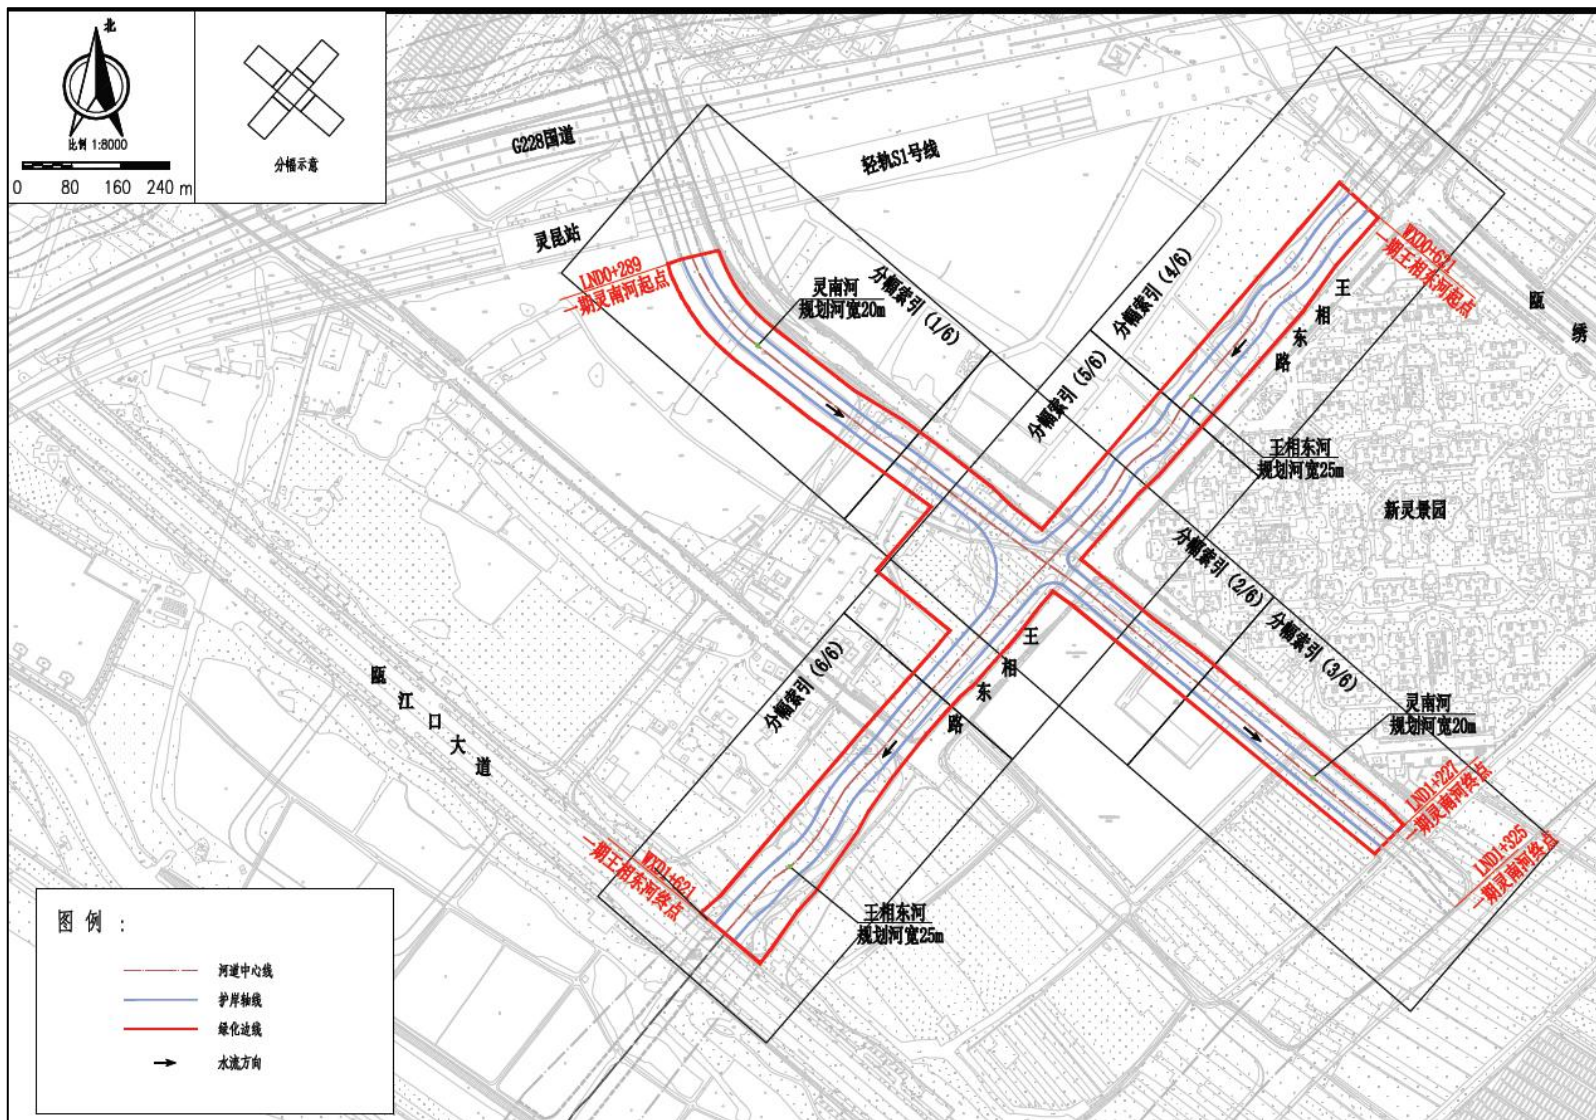 北
比例 1:8000
0 80 160 240 m
分幅示意
G228国道
轻轨S1号线
灵昆站
LND0+289
一期灵南河起点
灵南河
规划河宽20m
分幅索引 (1/6)
分幅索引 (4/6)
分幅索引 (5/6)
WXD0+621
一期王相东河起点
王相东路
瓯绣
王相东河
规划河宽25m
新灵景园
分幅索引 (2/6)
分幅索引 (3/6)
分幅索引 (6/6)
王相东路
瓯江口大道
灵南河
规划河宽20m
LND1+227
一期灵南河终点
LND1+325
一期灵南河终点
WXD1+621
一期王相东河终点
王相东河
规划河宽25m
图例：
河道中心线
护岸轴线
绿化边线
水流方向